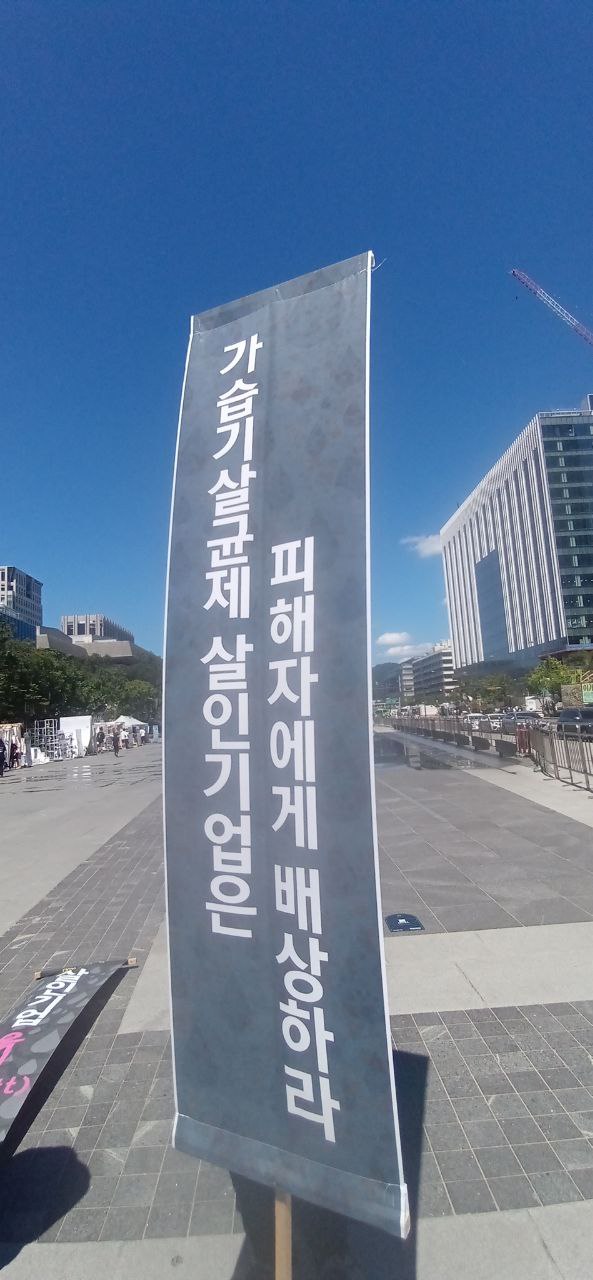 가습기살균제 살인기업은
피해자에게 배상하라